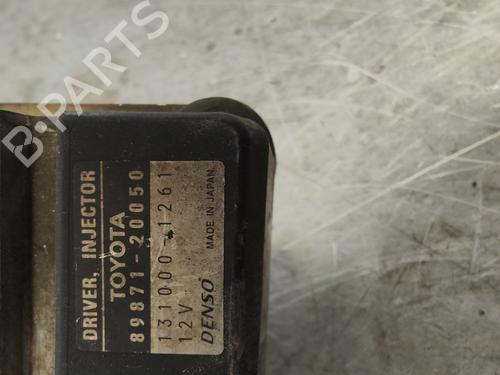 DRIVER, INJECTOR
TOYOTA
89871-20050
131000-1261
12V
DENSO MADE IN JAPAN
B-PARTS